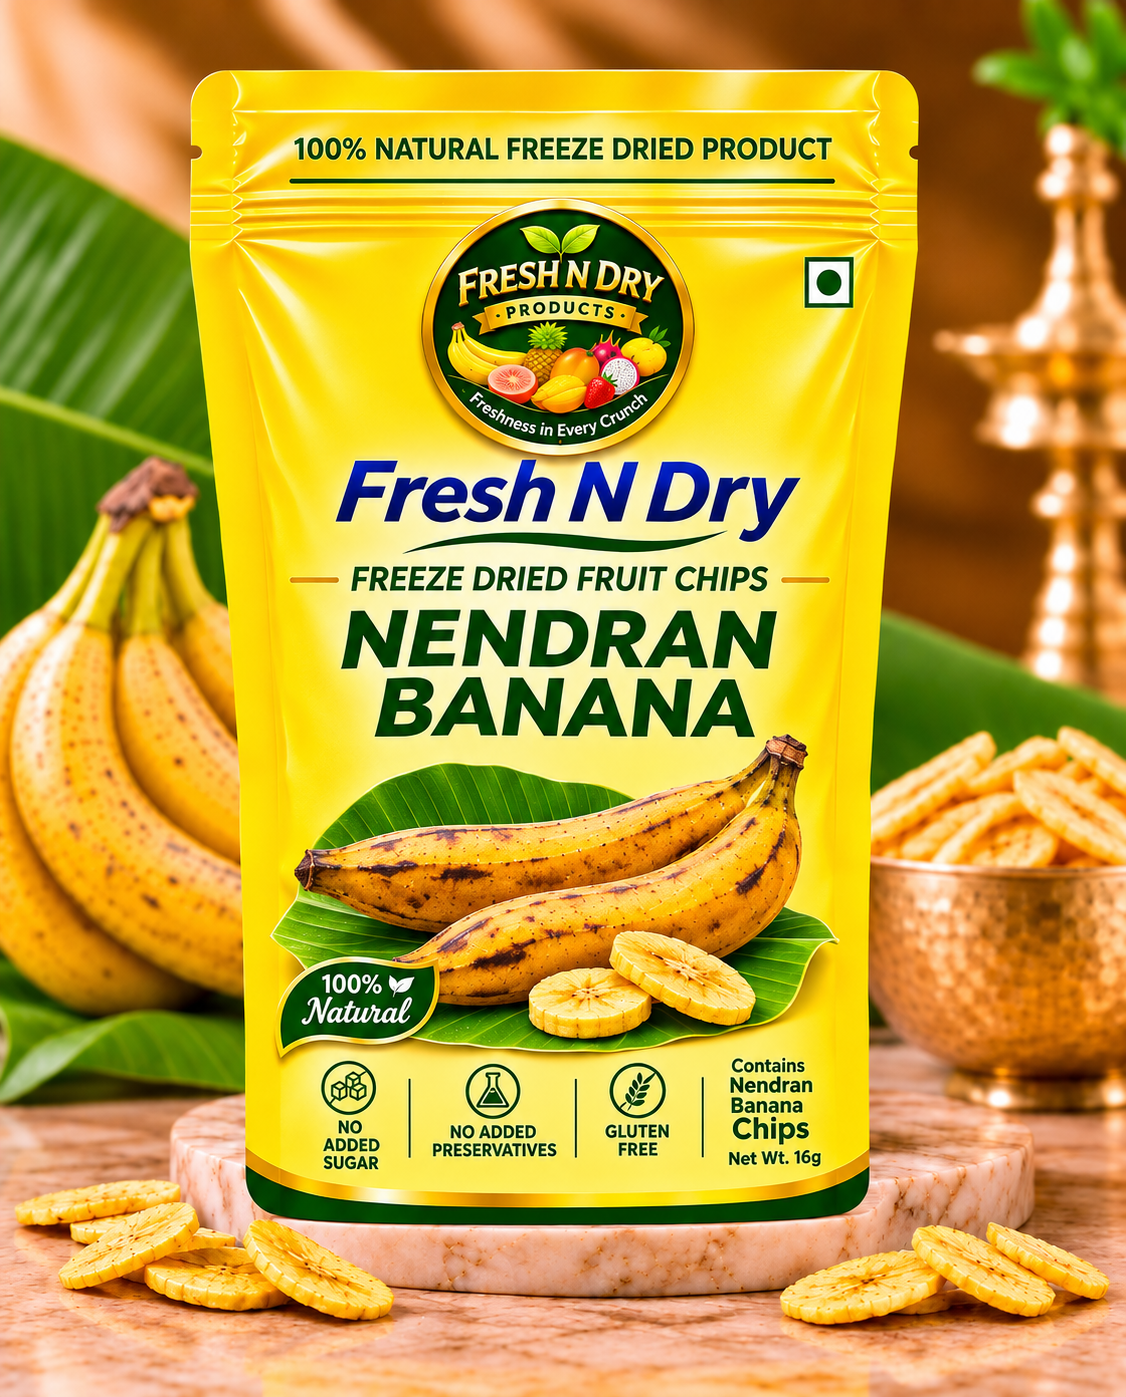 100% NATURAL FREEZE DRIED PRODUCT
FRESH N DRY
PRODUCTS
Freshness in Every Crunch
Fresh N Dry
FREEZE DRIED FRUIT CHIPS
NENDRAN
BANANA
100%
Natural
NO
ADDED
SUGAR
NO ADDED
PRESERVATIVES
GLUTEN
FREE
Contains
Nendran
Banana
Chips
Net Wt. 16g